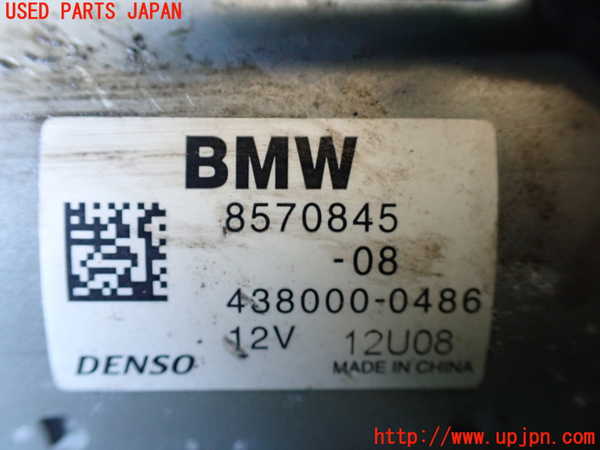 USED PARTS JAPAN
BMW
8570845
-08
438000-0486
12V 12U08
DENSO MADE IN CHINA
http://www.upjpn.com/